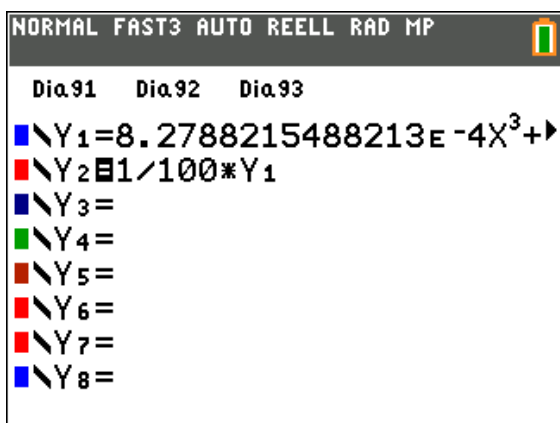 NORMAL FAST3 AUTO REELL RAD MP
Dia91 Dia92 Dia93
\Y₁=8.2788215488213ᴇ-4X³+
\Y₂=1/100*Y₁
\Y₃=
\Y₄=
\Y₅=
\Y₆=
\Y₇=
\Y₈=